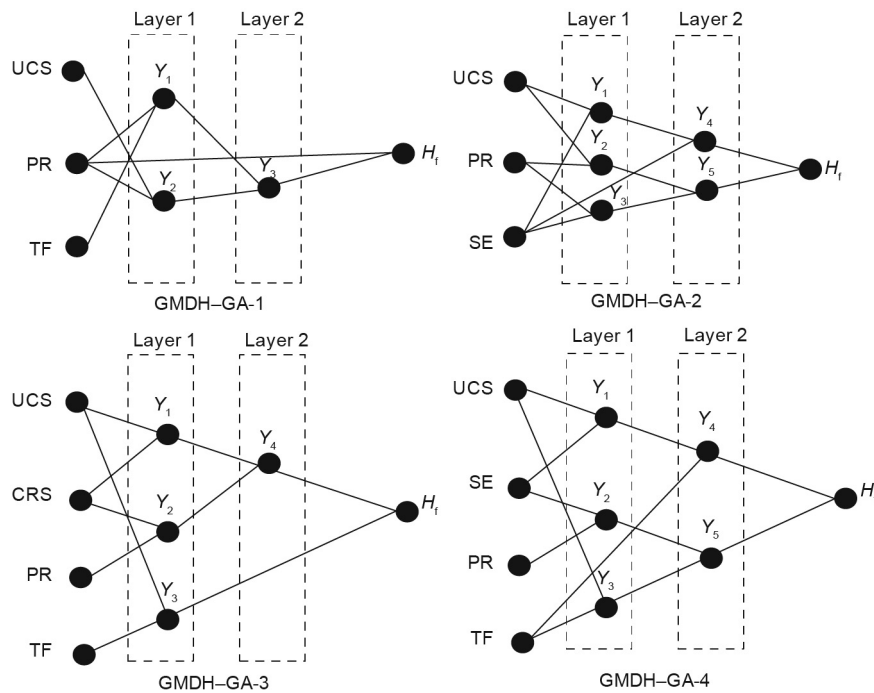 Layer 1
Layer 2
UCS
PR
TF
Y1
Y2
Y3
Hf
GMDH–GA-1
Layer 1
Layer 2
UCS
PR
SE
Y1
Y2
Y3
Y4
Y5
Hf
GMDH–GA-2
Layer 1
Layer 2
UCS
CRS
PR
TF
Y1
Y2
Y3
Y4
Hf
GMDH–GA-3
Layer 1
Layer 2
UCS
SE
PR
TF
Y1
Y2
Y3
Y4
Y5
H
GMDH–GA-4